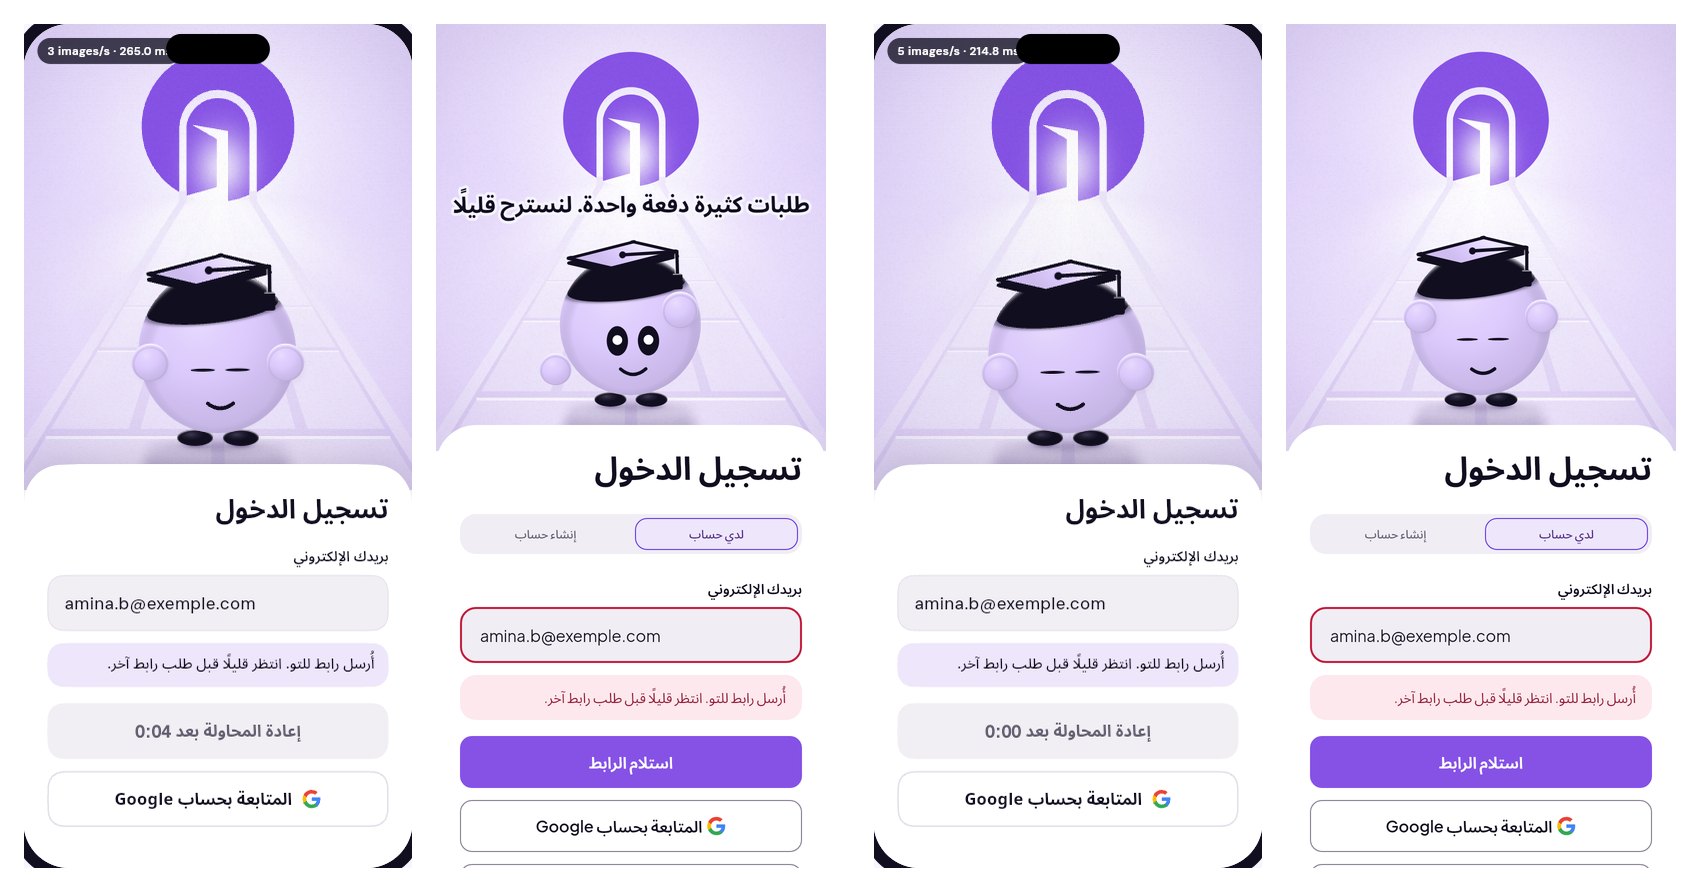 3 images/s · 265.0 m
تسجيل الدخول
بريدك الإلكتروني
amina.b@exemple.com
أُرسل رابط للتو. انتظر قليلًا قبل طلب رابط آخر.
إعادة المحاولة بعد 0:04
المتابعة بحساب Google
طلبات كثيرة دفعة واحدة. لنسترح قليلًا
تسجيل الدخول
لدي حساب
إنشاء حساب
بريدك الإلكتروني
amina.b@exemple.com
أُرسل رابط للتو. انتظر قليلًا قبل طلب رابط آخر.
استلام الرابط
المتابعة بحساب Google
5 images/s · 214.8 ms
تسجيل الدخول
بريدك الإلكتروني
amina.b@exemple.com
أُرسل رابط للتو. انتظر قليلًا قبل طلب رابط آخر.
إعادة المحاولة بعد 0:00
المتابعة بحساب Google
تسجيل الدخول
لدي حساب
إنشاء حساب
بريدك الإلكتروني
amina.b@exemple.com
أُرسل رابط للتو. انتظر قليلًا قبل طلب رابط آخر.
استلام الرابط
المتابعة بحساب Google